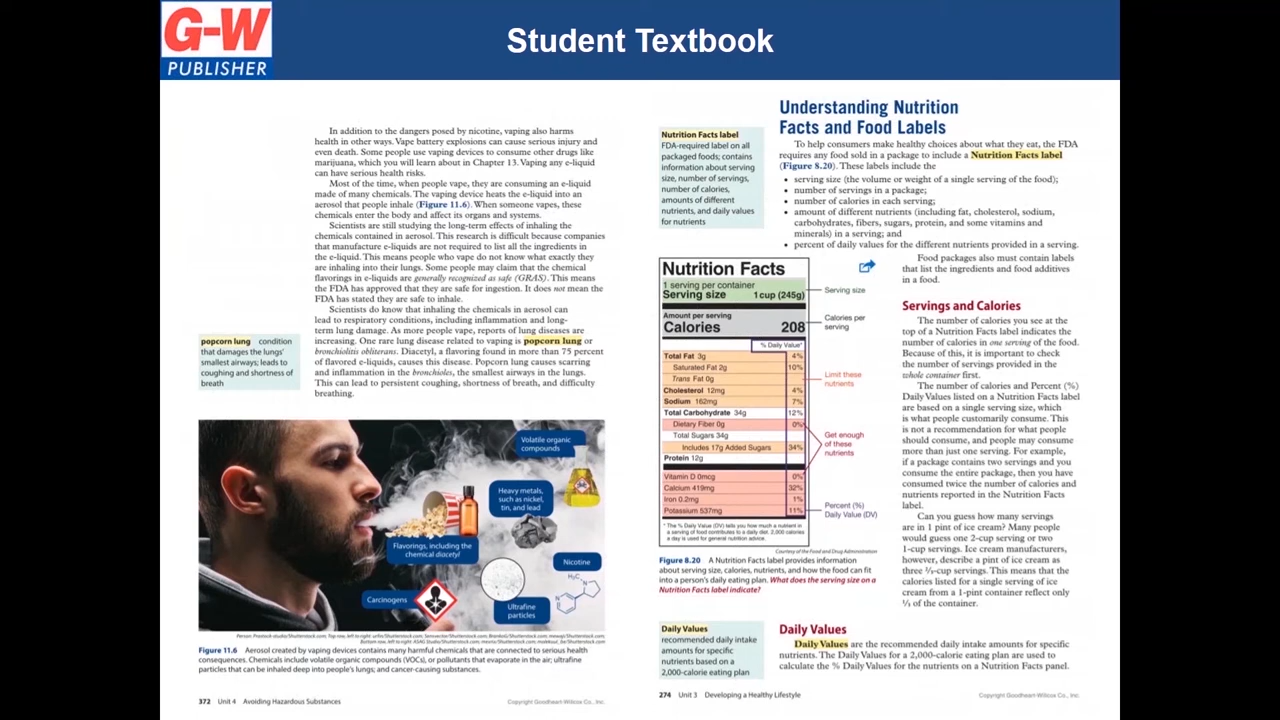 G-W
PUBLISHER
Student Textbook
In addition to the dangers posed by nicotine, vaping also harms
health in other ways. Vape battery explosions can cause serious injury and
even death. Some people use vaping devices to consume other drugs like
marijuana, which you will learn about in Chapter 13. Vaping any e-liquid
can have serious health risks.
Most of the time, when people vape, they are consuming an e-liquid
made of many chemicals. The vaping device heats the e-liquid into an
aerosol that people inhale (Figure 11.6). When someone vapes, these
chemicals enter the body and affect its organs and systems.
Scientists are still studying the long-term effects of inhaling the
chemicals contained in aerosol. This research is difficult because companies
that manufacture e-liquids are not required to list all the ingredients in
the e-liquid. This means people who vape do not know what exactly they
are inhaling into their lungs. Some people may claim that the chemical
flavorings in e-liquids are generally recognized as safe (GRAS). This means
the FDA has approved that they are safe for ingestion. It does not mean the
FDA has stated they are safe to inhale.
Scientists do know that inhaling the chemicals in aerosol can
lead to respiratory conditions, including inflammation and long-
term lung damage. As more people vape, reports of lung diseases are
increasing. One rare lung disease related to vaping is popcorn lung or
bronchiolitis obliterans. Diacetyl, a flavoring found in more than 75 percent
of flavored e-liquids, causes this disease. Popcorn lung causes scarring
and inflammation in the bronchioles, the smallest airways in the lungs.
This can lead to persistent coughing, shortness of breath, and difficulty
breathing.
popcorn lung condition
that damages the lungs'
smallest airways; leads to
coughing and shortness of
breath
Volatile organic
compounds
Heavy metals,
such as nickel,
tin, and lead
Flavorings, including the
chemical diacetyl
Nicotine
H₃C
N
N
Carcinogens
Ultrafine
particles
Figure 11.6 Aerosol created by vaping devices contains many harmful chemicals that are connected to serious health
consequences. Chemicals include volatile organic compounds (VOCs), or pollutants that evaporate in the air; ultrafine
particles that can be inhaled deep into people's lungs; and cancer-causing substances.
372 Unit 4 Avoiding Hazardous Substances
Copyright Goodheart-Willcox Co., Inc.
Understanding Nutrition
Facts and Food Labels
Nutrition Facts label
FDA-required label on all
packaged foods; contains
information about serving
size, number of servings,
number of calories,
amounts of different
nutrients, and daily values
for nutrients
To help consumers make healthy choices about what they eat, the FDA
requires any food sold in a package to include a Nutrition Facts label
(Figure 8.20). These labels include the
• serving size (the volume or weight of a single serving of the food);
• number of servings in a package;
• number of calories in each serving;
• amount of different nutrients (including fat, cholesterol, sodium,
carbohydrates, fibers, sugars, protein, and some vitamins and
minerals) in a serving; and
• percent of daily values for the different nutrients provided in a serving.
Nutrition Facts
1 serving per container
Serving size 1 cup (245g)
Amount per serving
Calories 208
% Daily Value*
Total Fat 3g 4%
Saturated Fat 2g 10%
Trans Fat 0g
Cholesterol 12mg 4%
Sodium 162mg 7%
Total Carbohydrate 34g 12%
Dietary Fiber 0g 0%
Total Sugars 34g
Includes 17g Added Sugars 34%
Protein 12g
Vitamin D 0mcg 0%
Calcium 419mg 32%
Iron 0.2mg 1%
Potassium 537mg 11%
* The % Daily Value (DV) tells you how much a nutrient in
a serving of food contributes to a daily diet. 2,000 calories
a day is used for general nutrition advice.
Serving size
Calories per
serving
Limit these
nutrients
Get enough
of these
nutrients
Percent (%)
Daily Value (DV)
Courtesy of the Food and Drug Administration
Figure 8.20 A Nutrition Facts label provides information
about serving size, calories, nutrients, and how the food can fit
into a person's daily eating plan. What does the serving size on a
Nutrition Facts label indicate?
Food packages also must contain labels
that list the ingredients and food additives
in a food.
Servings and Calories
The number of calories you see at the
top of a Nutrition Facts label indicates the
number of calories in one serving of the food.
Because of this, it is important to check
the number of servings provided in the
whole container first.
The number of calories and Percent (%)
Daily Values listed on a Nutrition Facts label
are based on a single serving size, which
is what people customarily consume. This
is not a recommendation for what people
should consume, and people may consume
more than just one serving. For example,
if a package contains two servings and you
consume the entire package, then you have
consumed twice the number of calories and
nutrients reported in the Nutrition Facts
label.
Can you guess how many servings
are in 1 pint of ice cream? Many people
would guess one 2-cup serving or two
1-cup servings. Ice cream manufacturers,
however, describe a pint of ice cream as
three ⅔-cup servings. This means that the
calories listed for a single serving of ice
cream from a 1-pint container reflect only
⅓ of the container.
Daily Values
recommended daily intake
amounts for specific
nutrients based on a
2,000-calorie eating plan
Daily Values
Daily Values are the recommended daily intake amounts for specific
nutrients. The Daily Values for a 2,000-calorie eating plan are used to
calculate the % Daily Values for the nutrients on a Nutrition Facts panel.
274 Unit 3 Developing a Healthy Lifestyle
Copyright Goodheart-Willcox Co., Inc.